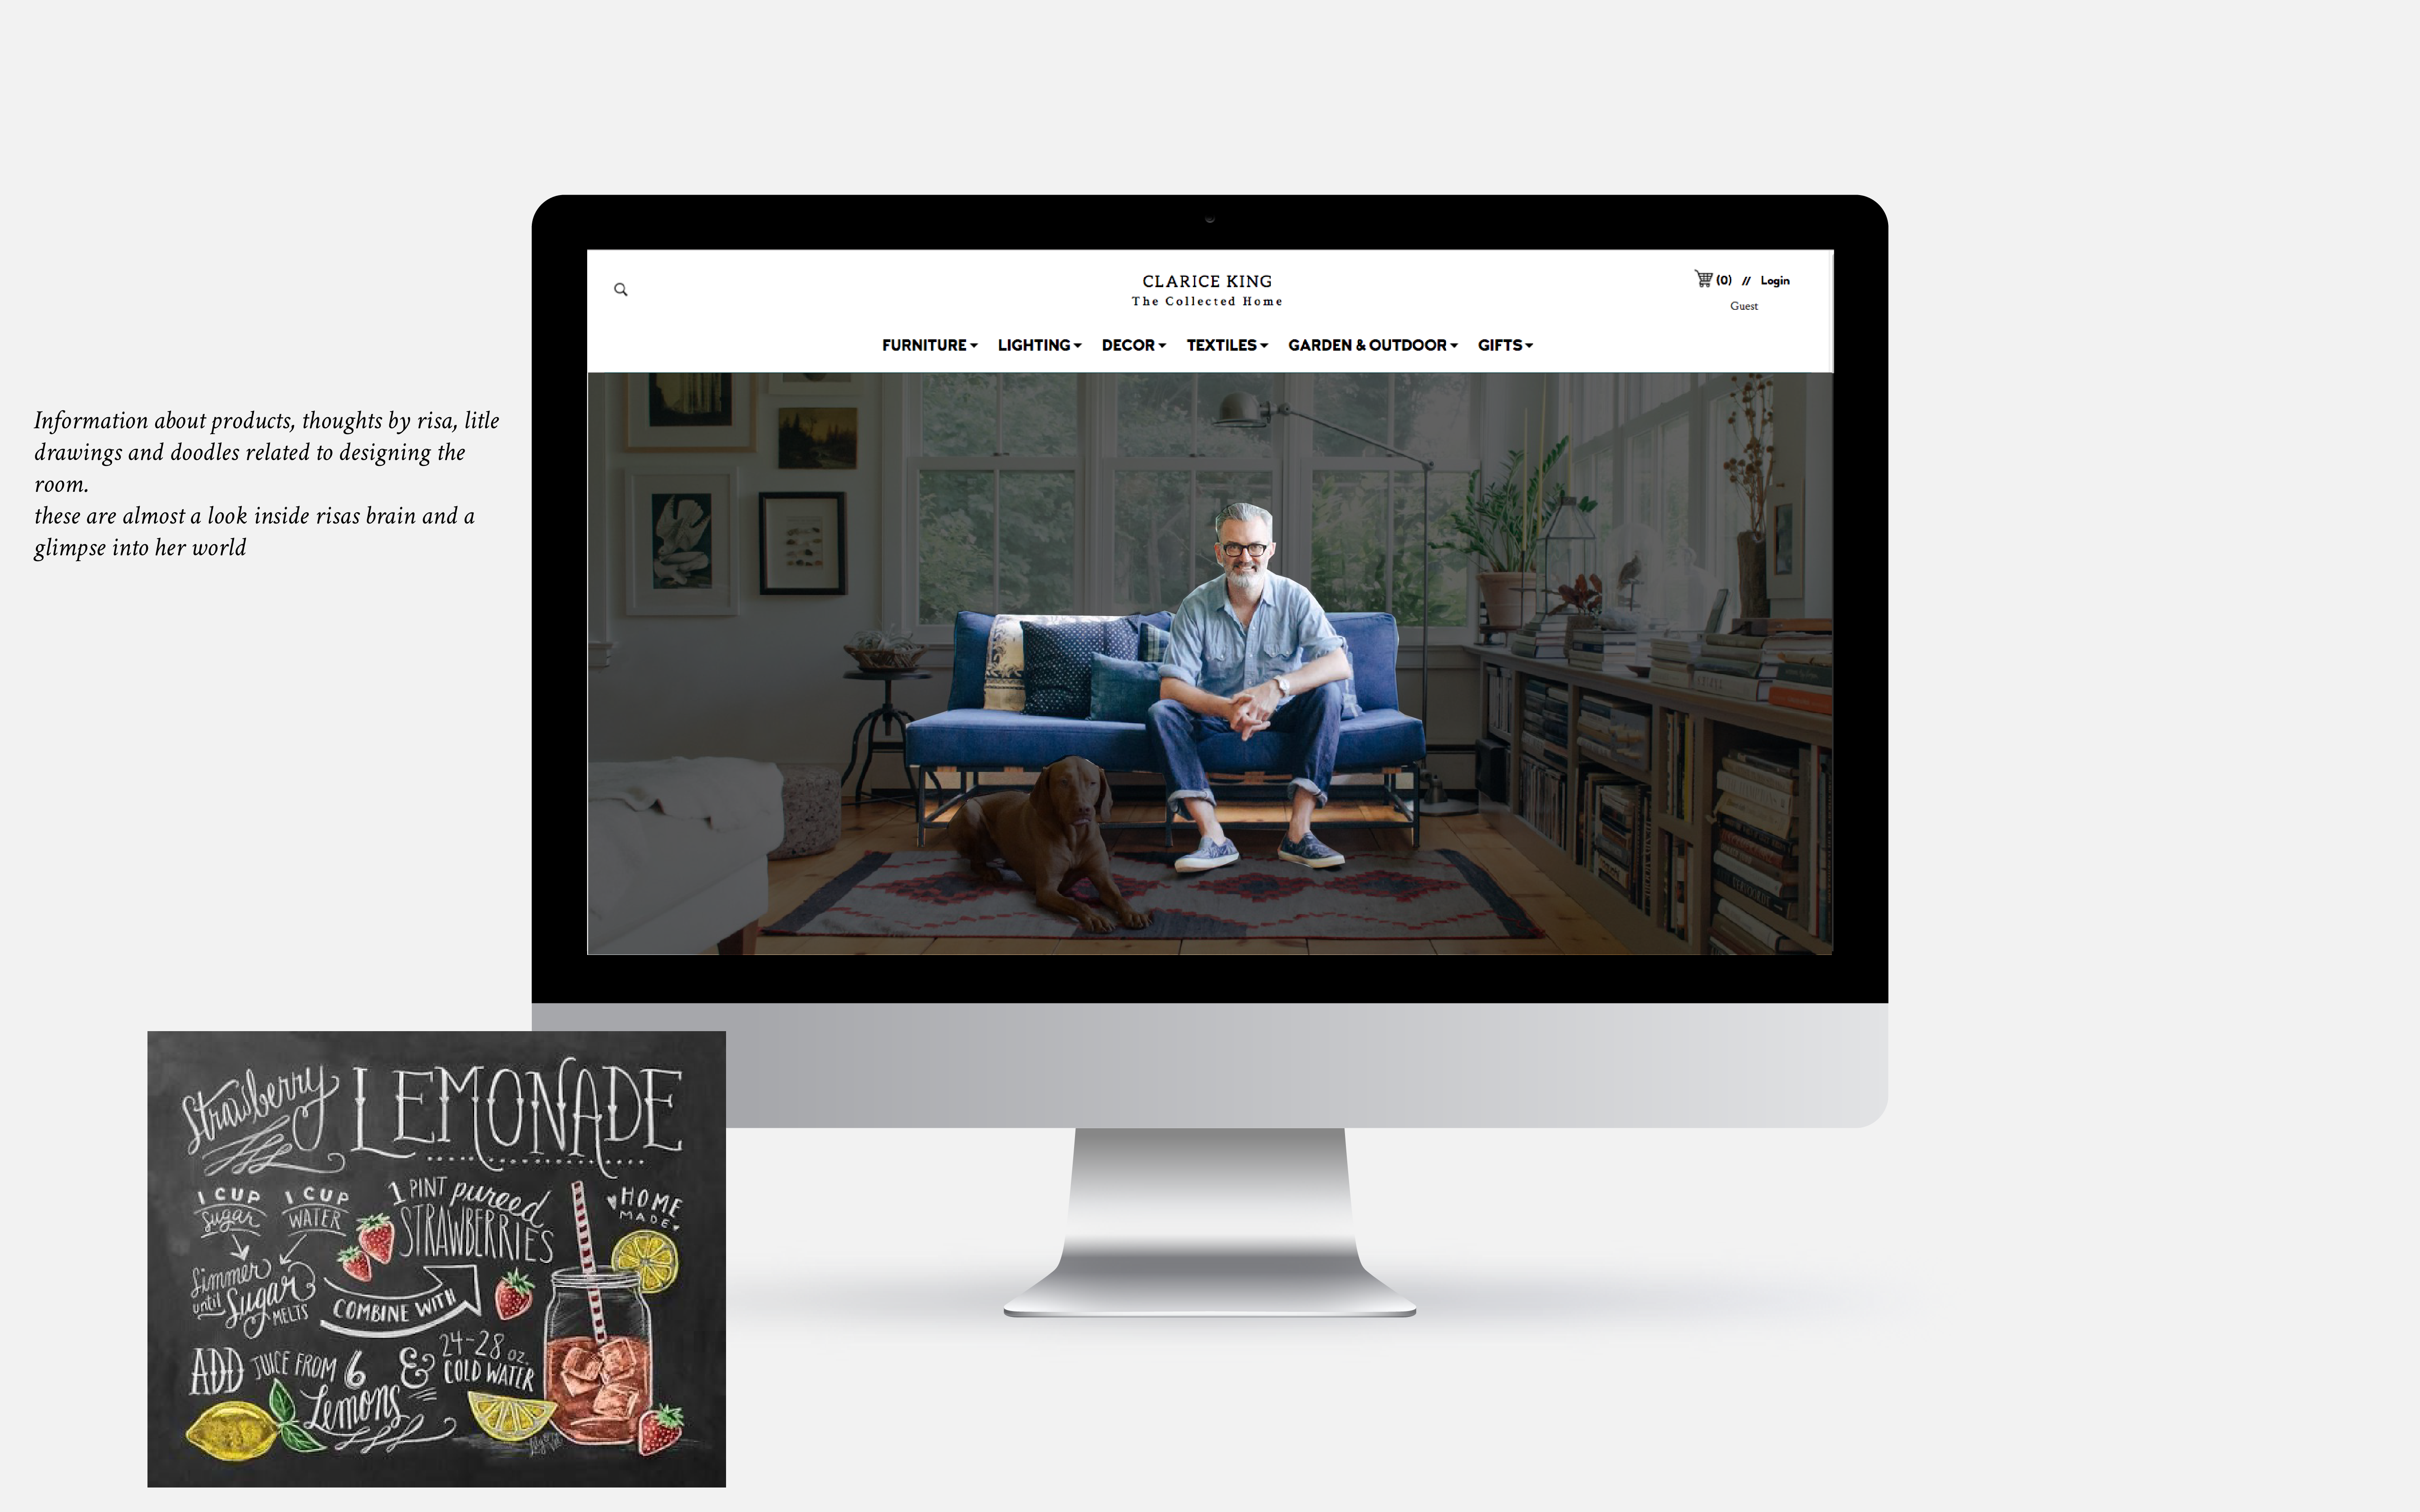 CLARICE KING
The Collected Home
(0) // Login
Guest
FURNITURE LIGHTING DECOR TEXTILES GARDEN & OUTDOOR GIFTS
Information about products, thoughts by risa, litle
drawings and doodles related to designing the
room.
these are almost a look inside risas brain and a
glimpse into her world
Strawberry LEMONADE
1 CUP sugar
1 CUP WATER
1 PINT pureed
STRAWBERRIES
HOME
MADE
Simmer
until Sugar
MELTS
COMBINE WITH
ADD JUICE FROM 6
Lemons
& 24-28 oz.
COLD WATER